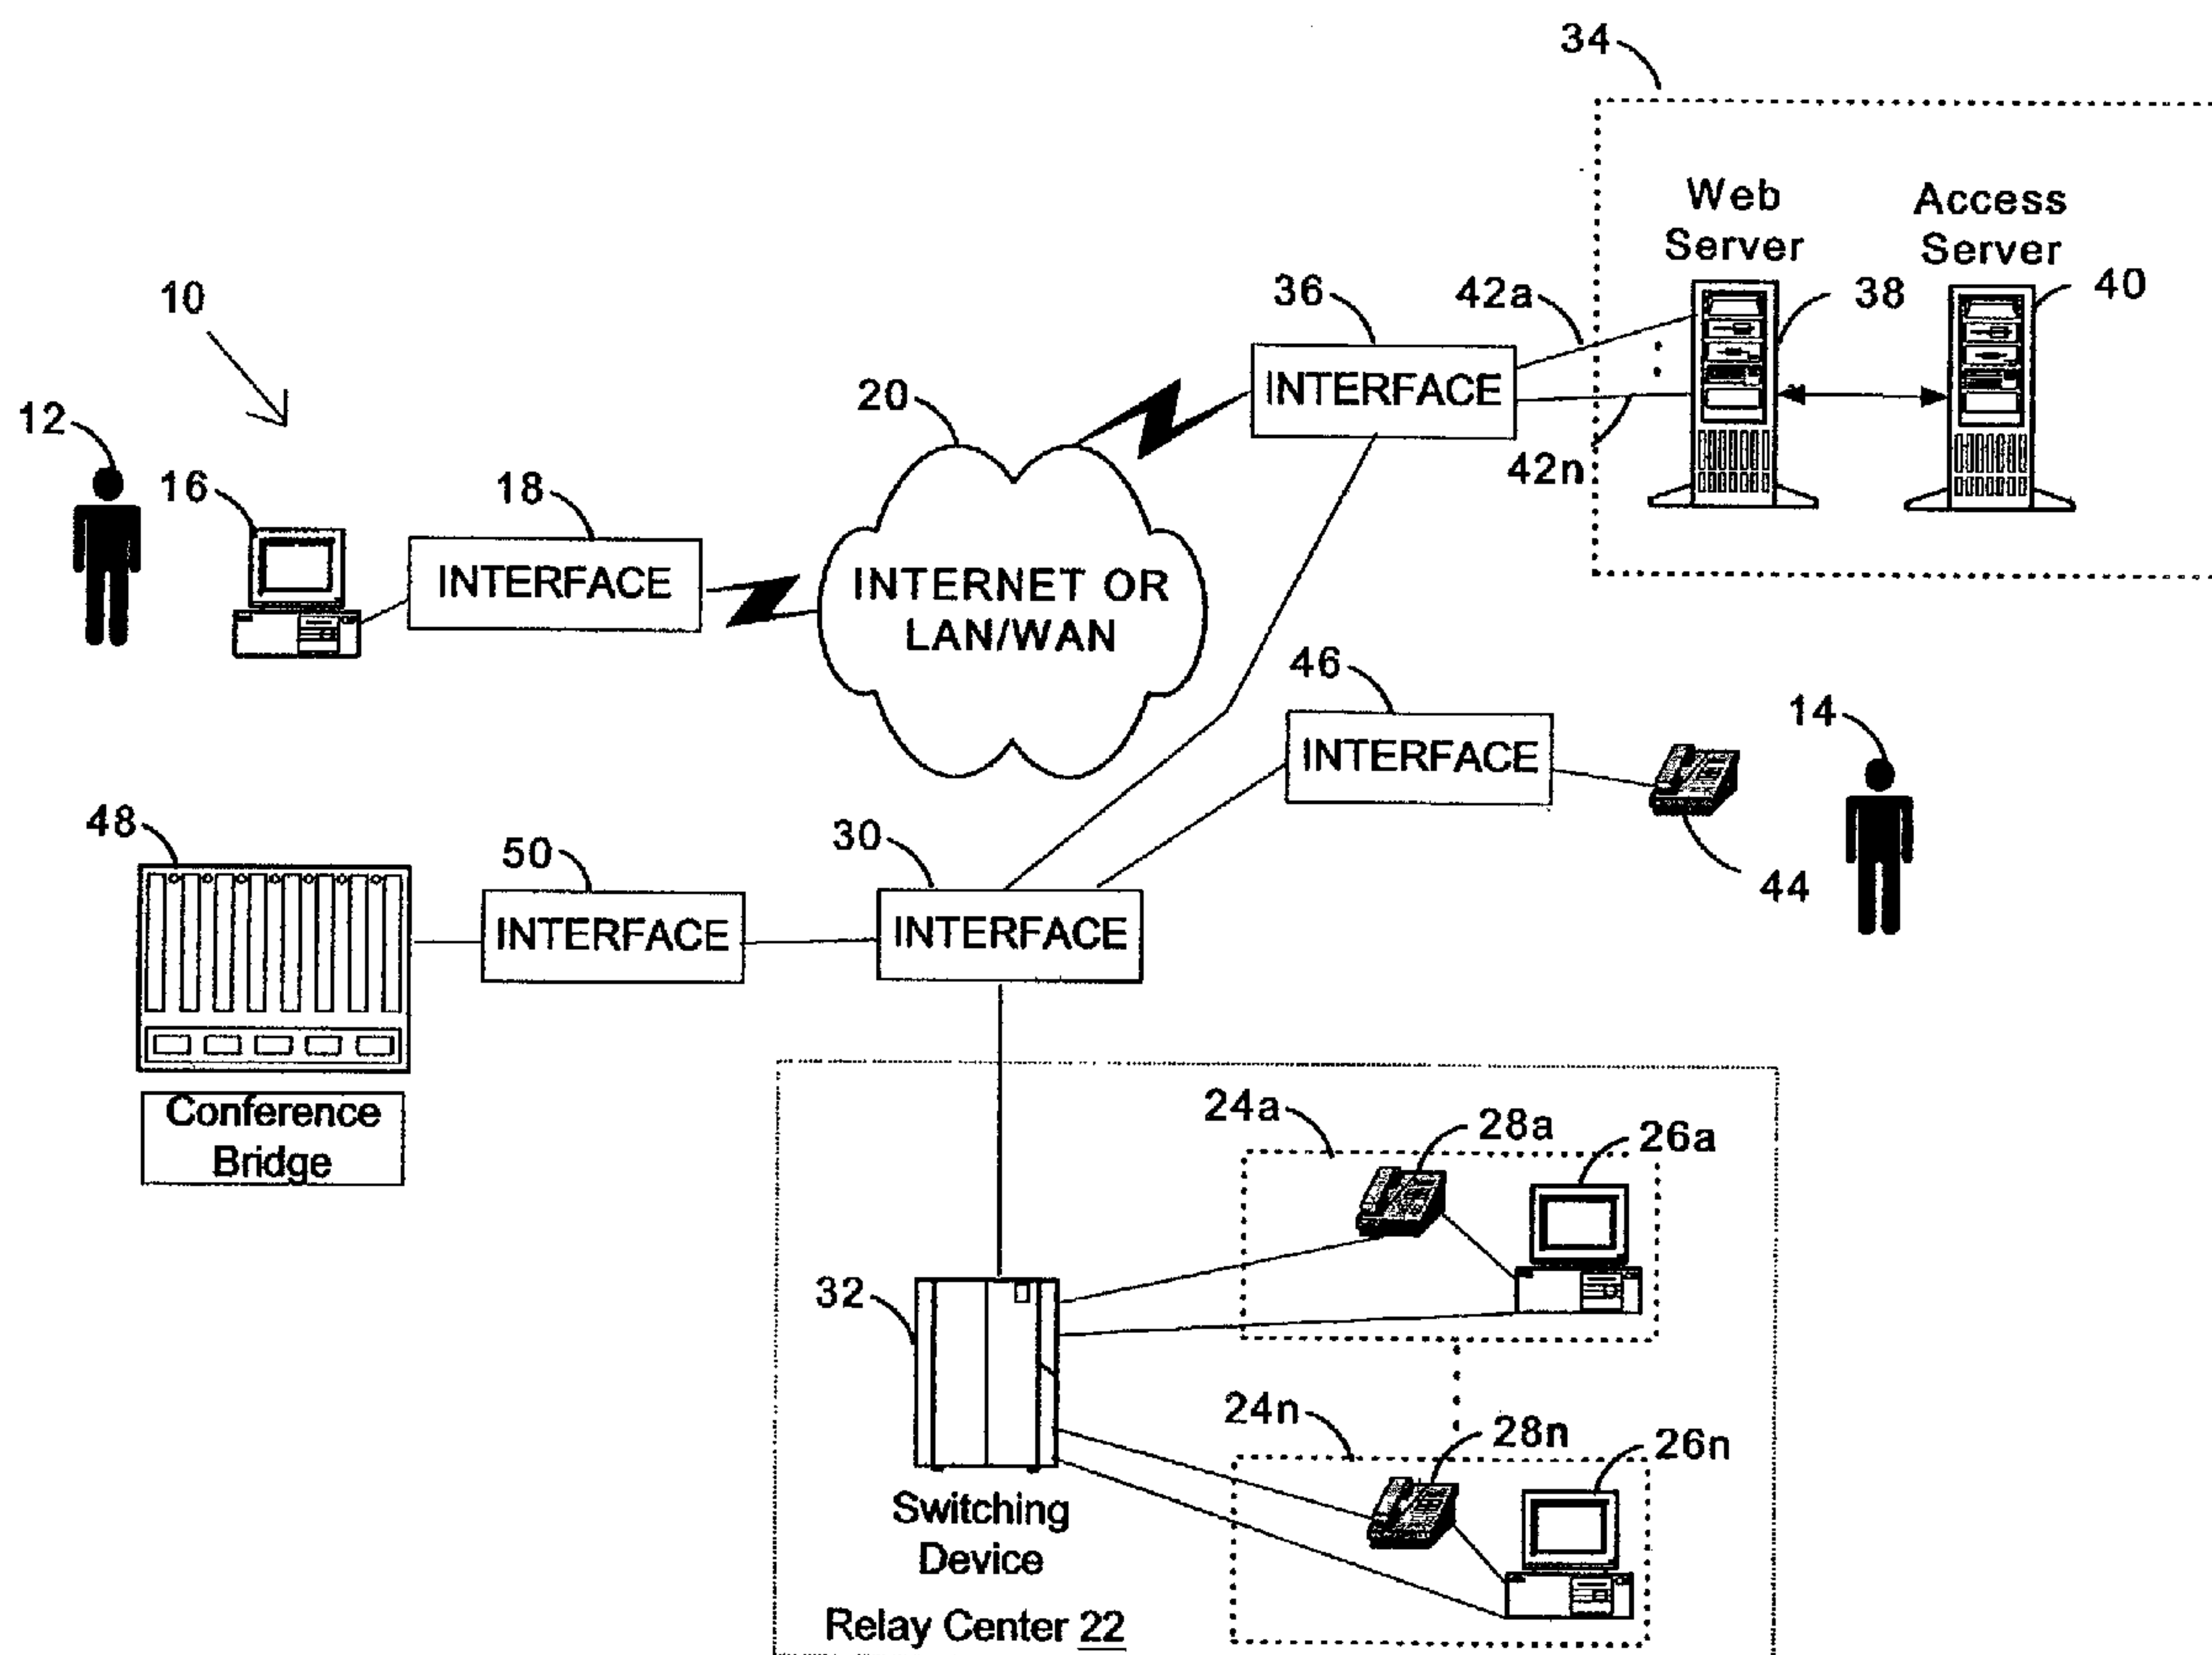 34
Web
Server
Access
Server
10
36
42a
38
40
INTERFACE
20
12
16
18
42n
INTERFACE
INTERNET OR
LAN/WAN
46
14
INTERFACE
48
50
30
44
INTERFACE
INTERFACE
Conference
Bridge
24a
28a
26a
32
24n
28n
26n
Switching
Device
Relay Center 22